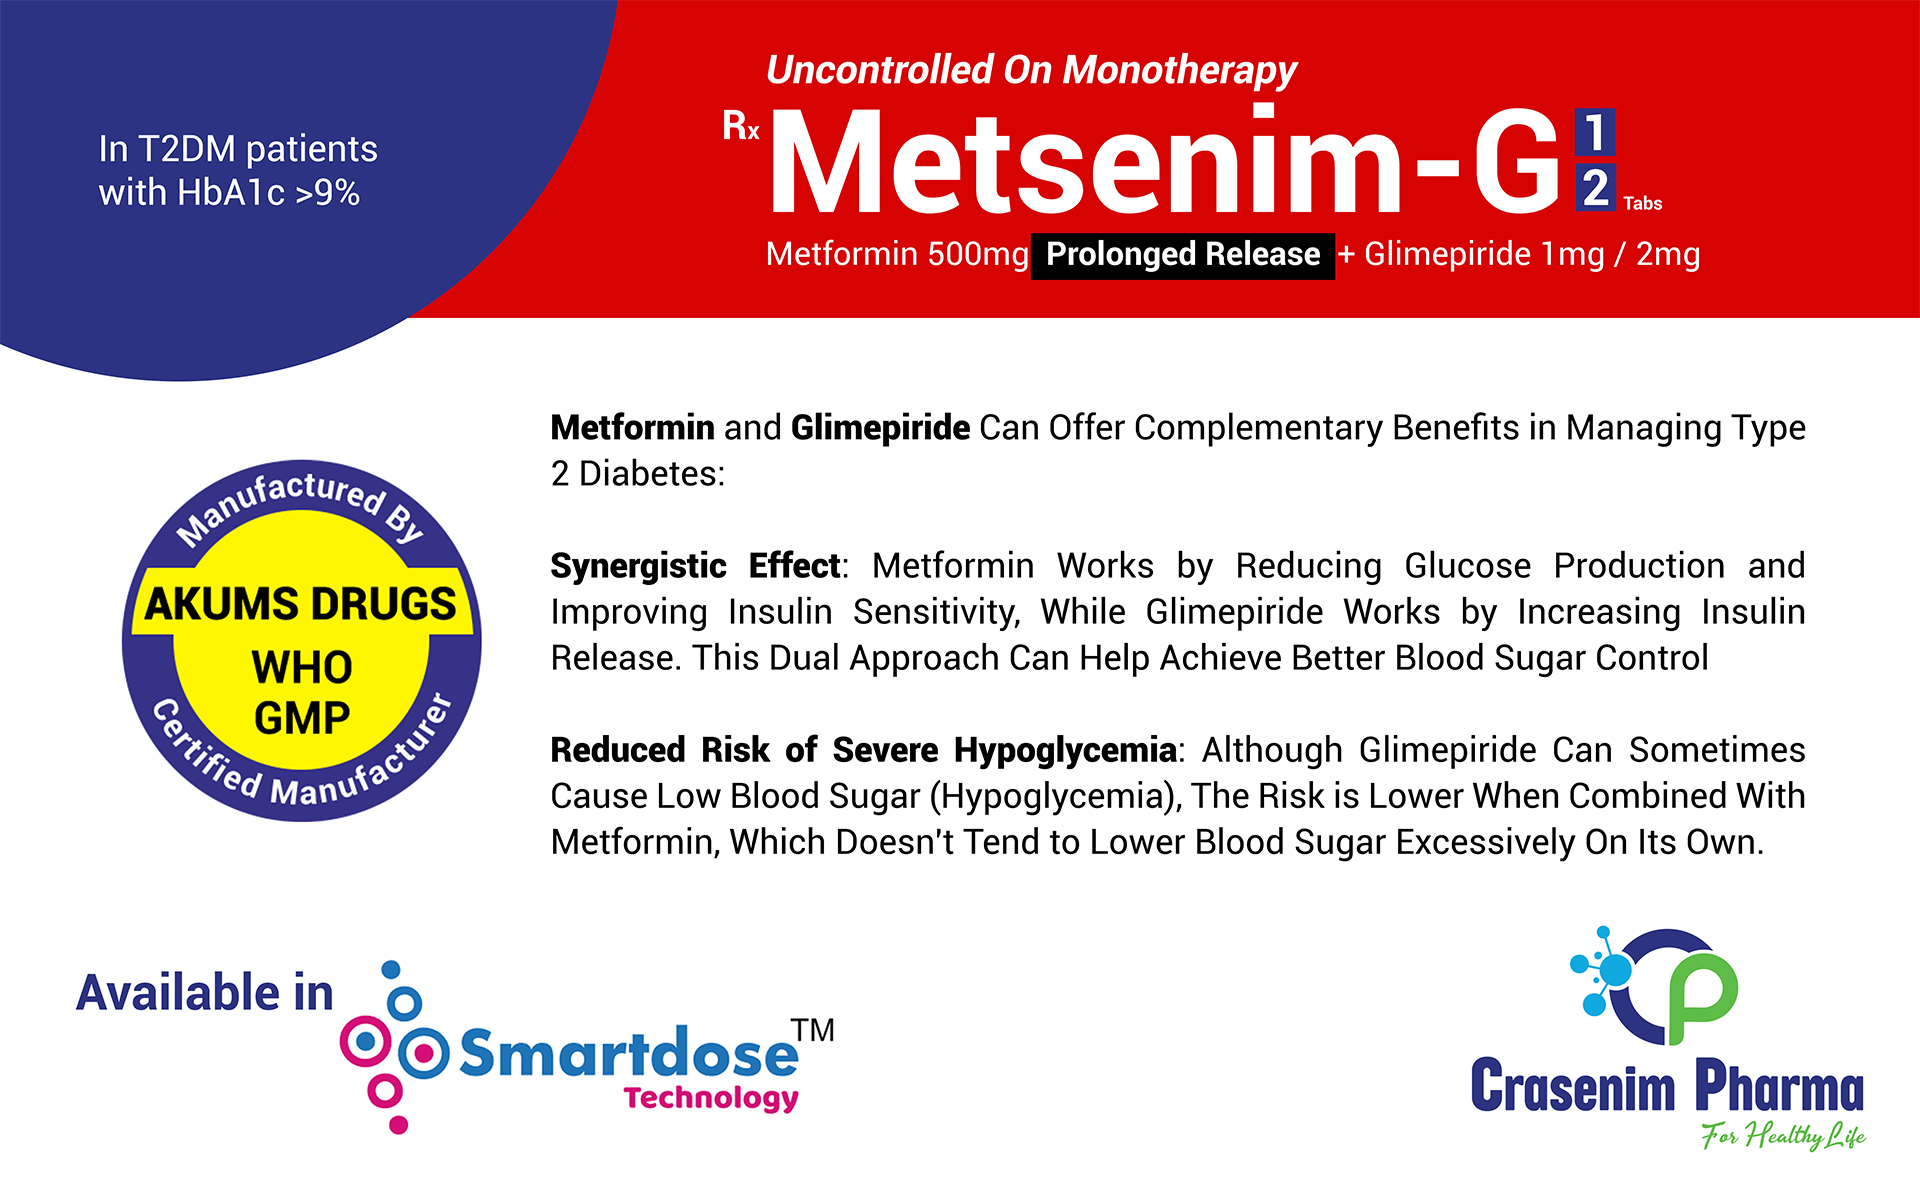 In T2DM patients
with HbA1c >9%
Uncontrolled On Monotherapy
Rx Metsenim-G 1
2 Tabs
Metformin 500mg Prolonged Release + Glimepiride 1mg / 2mg
Metformin and Glimepiride Can Offer Complementary Benefits in Managing Type
2 Diabetes:
Synergistic Effect: Metformin Works by Reducing Glucose Production and
Improving Insulin Sensitivity, While Glimepiride Works by Increasing Insulin
Release. This Dual Approach Can Help Achieve Better Blood Sugar Control
Reduced Risk of Severe Hypoglycemia: Although Glimepiride Can Sometimes
Cause Low Blood Sugar (Hypoglycemia), The Risk is Lower When Combined With
Metformin, Which Doesn't Tend to Lower Blood Sugar Excessively On Its Own.
Manufactured By
AKUMS DRUGS
WHO
GMP
Certified Manufacturer
Available in
Smartdose TM
Technology
CP
Crasenim Pharma
For Healthy Life